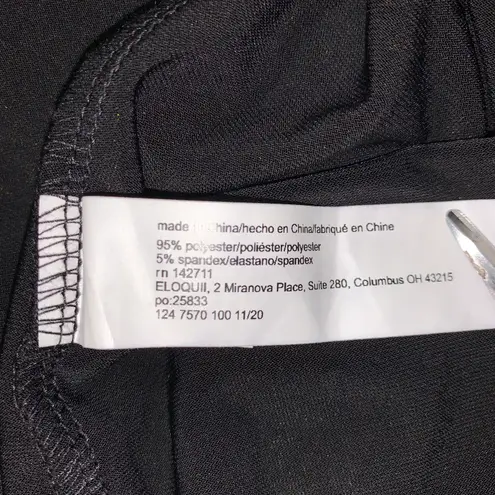 made in China/hecho en China/fabriqué en Chine
95% polyester/poliéster/polyester
5% spandex/elastano/spandex
rn 142711
ELOQUII, 2 Miranova Place, Suite 280, Columbus OH 43215
po:25833
124 7570 100 11/20